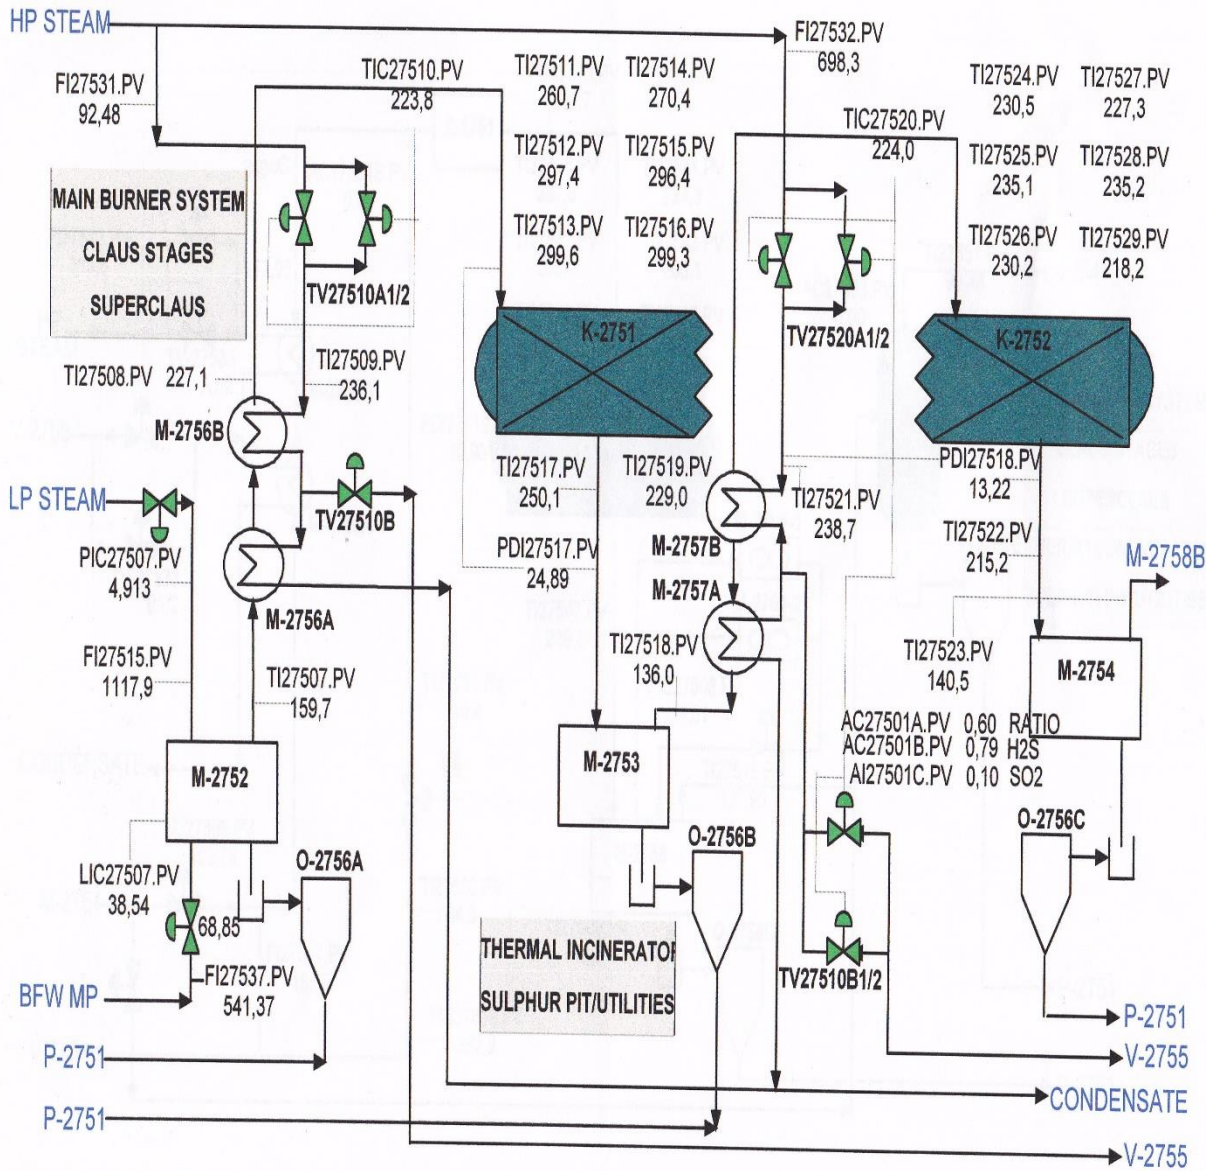 HP STEAM
FI27531.PV
92,48
TIC27510.PV
223,8
TI27511.PV
260,7
TI27514.PV
270,4
TI27512.PV
297,4
TI27515.PV
296,4
TI27513.PV
299,6
TI27516.PV
299,3
FI27532.PV
698,3
TIC27520.PV
224,0
TI27524.PV
230,5
TI27527.PV
227,3
TI27525.PV
235,1
TI27528.PV
235,2
TI27526.PV
230,2
TI27529.PV
218,2
MAIN BURNER SYSTEM
CLAUS STAGES
SUPERCLAUS
TV27510A1/2
TV27520A1/2
K-2751
K-2752
TI27508.PV 227,1
TI27509.PV
236,1
M-2756B
LP STEAM
TV27510B
PIC27507.PV
4,913
M-2756A
FI27515.PV
1117,9
TI27507.PV
159,7
TI27517.PV
250,1
TI27519.PV
229,0
TI27521.PV
238,7
M-2757B
PDI27517.PV
24,89
M-2757A
TI27518.PV
136,0
PDI27518.PV
13,22
TI27522.PV
215,2
M-2758B
TI27523.PV
140,5
M-2754
AC27501A.PV 0,60 RATIO
AC27501B.PV 0,79 H2S
AI27501C.PV 0,10 SO2
M-2752
M-2753
LIC27507.PV
38,54
68,85
O-2756A
O-2756B
O-2756C
FI27537.PV
541,37
BFW MP
THERMAL INCINERATOR
SULPHUR PIT/UTILITIES
TV27510B1/2
P-2751
P-2751
V-2755
CONDENSATE
P-2751
V-2755